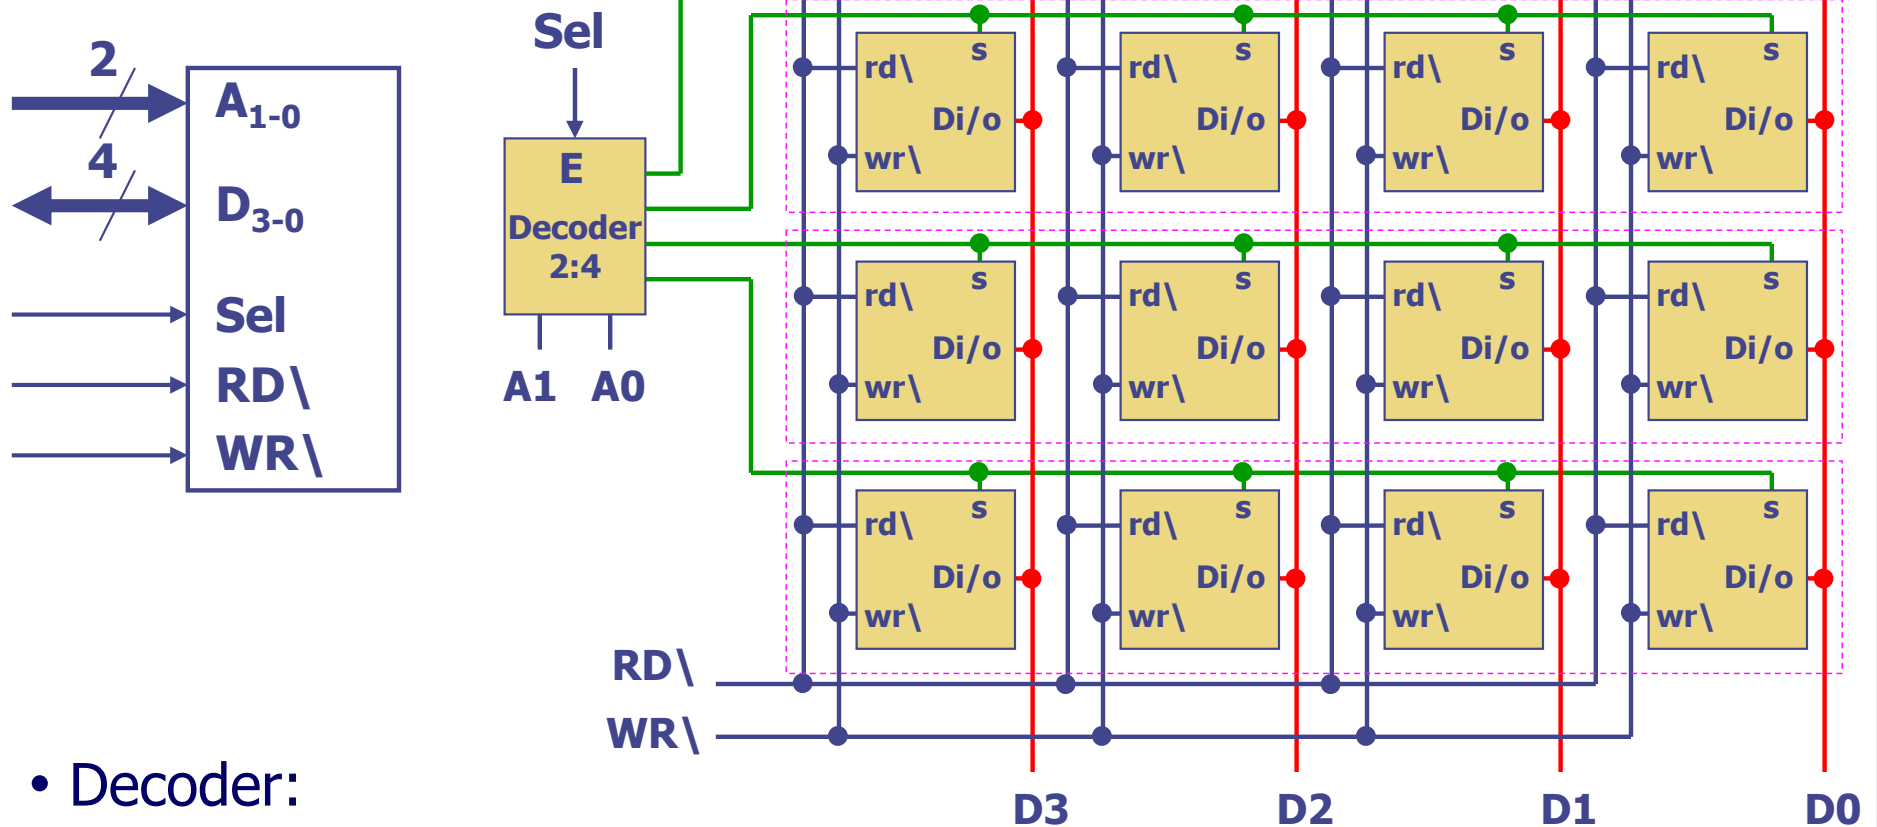 2
A1-0
4
D3-0
Sel
RD\
WR\
Sel
E
Decoder
2:4
A1 A0
s s s s
rd\ rd\ rd\ rd\
Di/o Di/o Di/o Di/o
wr\ wr\ wr\ wr\
s s s s
rd\ rd\ rd\ rd\
Di/o Di/o Di/o Di/o
wr\ wr\ wr\ wr\
s s s s
rd\ rd\ rd\ rd\
Di/o Di/o Di/o Di/o
wr\ wr\ wr\ wr\
RD\
WR\
D3 D2 D1 D0
• Decoder: